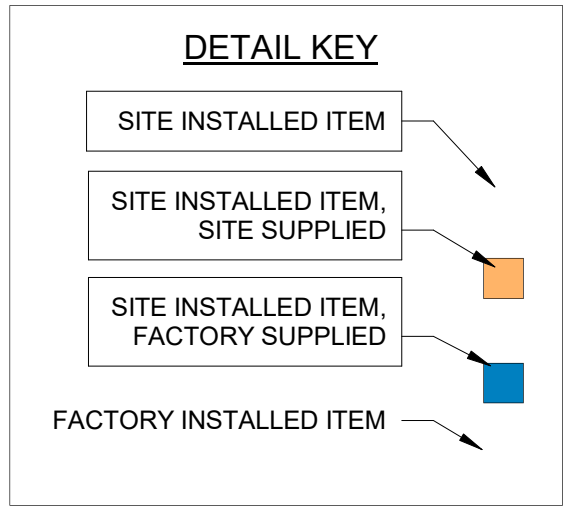 DETAIL KEY
SITE INSTALLED ITEM
SITE INSTALLED ITEM,
SITE SUPPLIED
SITE INSTALLED ITEM,
FACTORY SUPPLIED
FACTORY INSTALLED ITEM